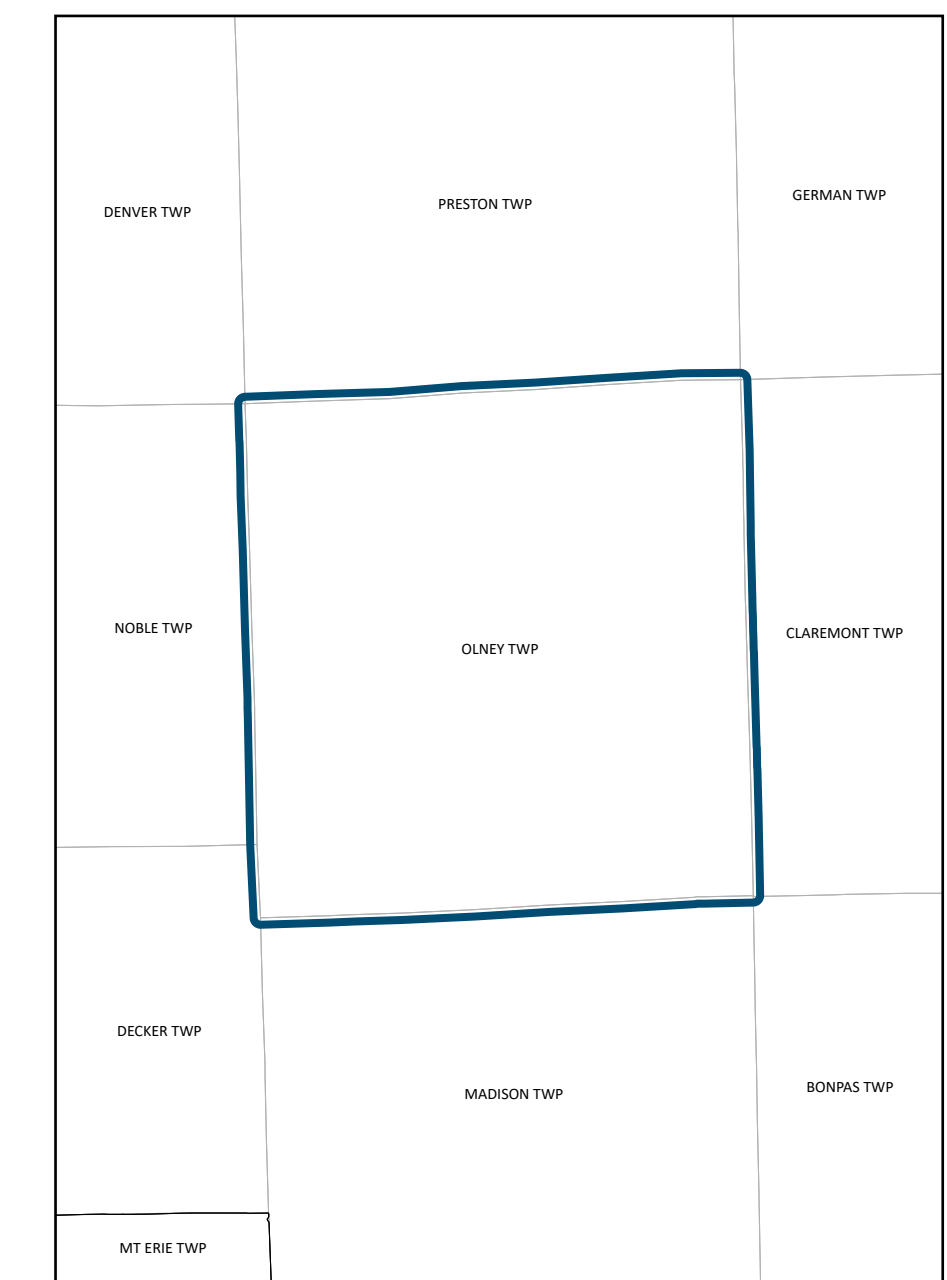 DENVER TWP
PRESTON TWP
GERMAN TWP
NOBLE TWP
OLNEY TWP
CLAREMONT TWP
DECKER TWP
MADISON TWP
BONPAS TWP
MT ERIE TWP